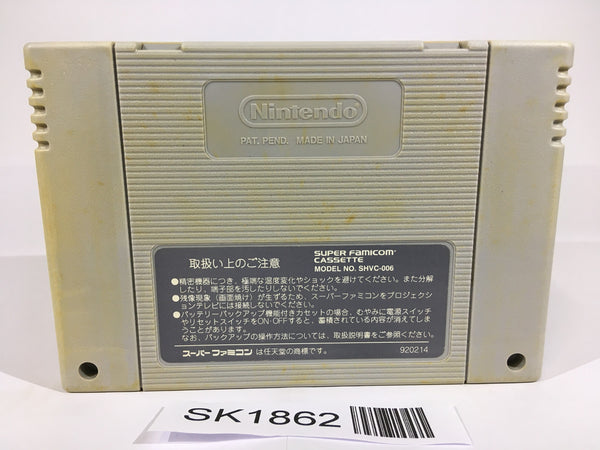 Nintendo
PAT. PEND. MADE IN JAPAN
取扱い上のご注意
SUPER FAMICOM
CASSETTE
MODEL NO. SHVC-006
●精密機器につき、極端な温度変化やショックを避けてください。また分解
したり、端子部を汚したりしないでください。
●残像現象（画面焼け）が生ずるため、スーパーファミコンをプロジェクシ
ョンテレビには接続しないでください。
●バッテリーバックアップ機能付きカセットの場合、むやみに電源スイッチ
やリセットスイッチをON・OFFすると、蓄積されている内容が消えてしま
うことがあります。
なお、バックアップの操作方法については、取扱説明書をご参照ください。
スーパーファミコン は任天堂の商標です。
920214
SK1862